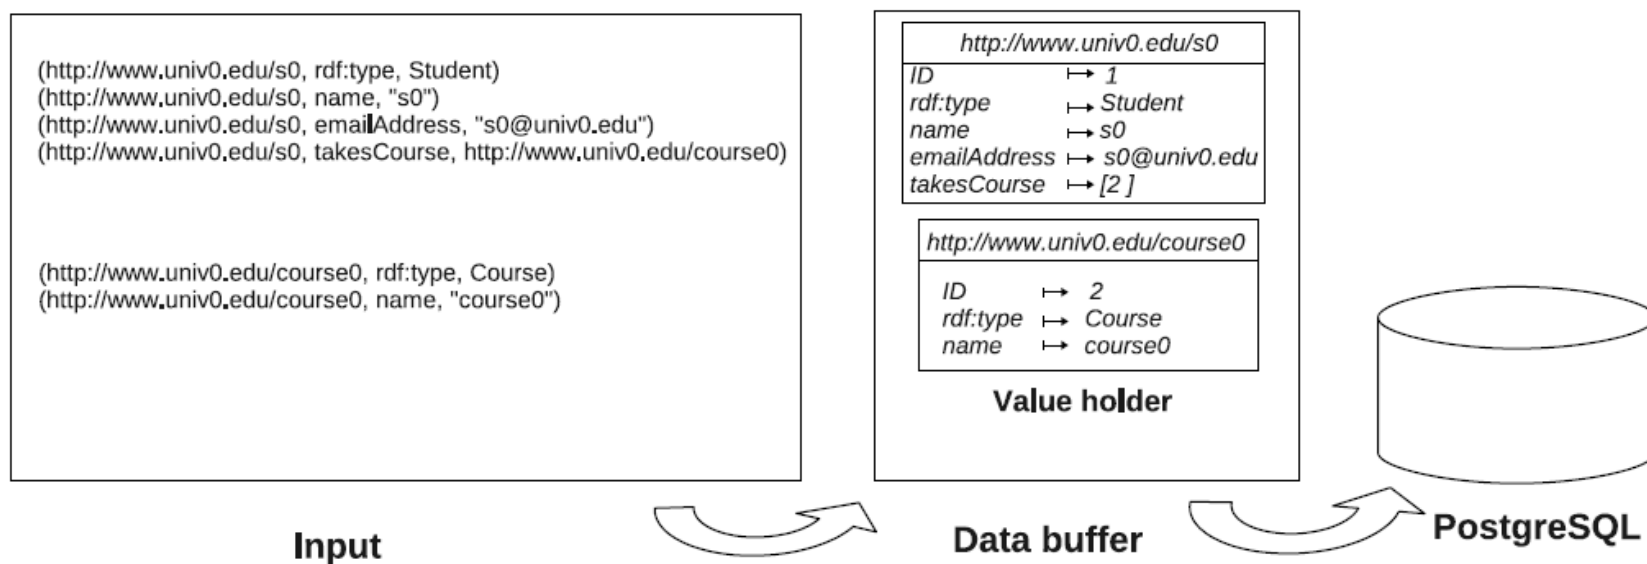 (http://www.univ0.edu/s0, rdf:type, Student)
(http://www.univ0.edu/s0, name, "s0")
(http://www.univ0.edu/s0, emailAddress, "s0@univ0.edu")
(http://www.univ0.edu/s0, takesCourse, http://www.univ0.edu/course0)
(http://www.univ0.edu/course0, rdf:type, Course)
(http://www.univ0.edu/course0, name, "course0")
Input
http://www.univ0.edu/s0
ID ↦ 1
rdf:type ↦ Student
name ↦ s0
emailAddress ↦ s0@univ0.edu
takesCourse ↦ [2 ]
http://www.univ0.edu/course0
ID ↦ 2
rdf:type ↦ Course
name ↦ course0
Value holder
Data buffer
PostgreSQL